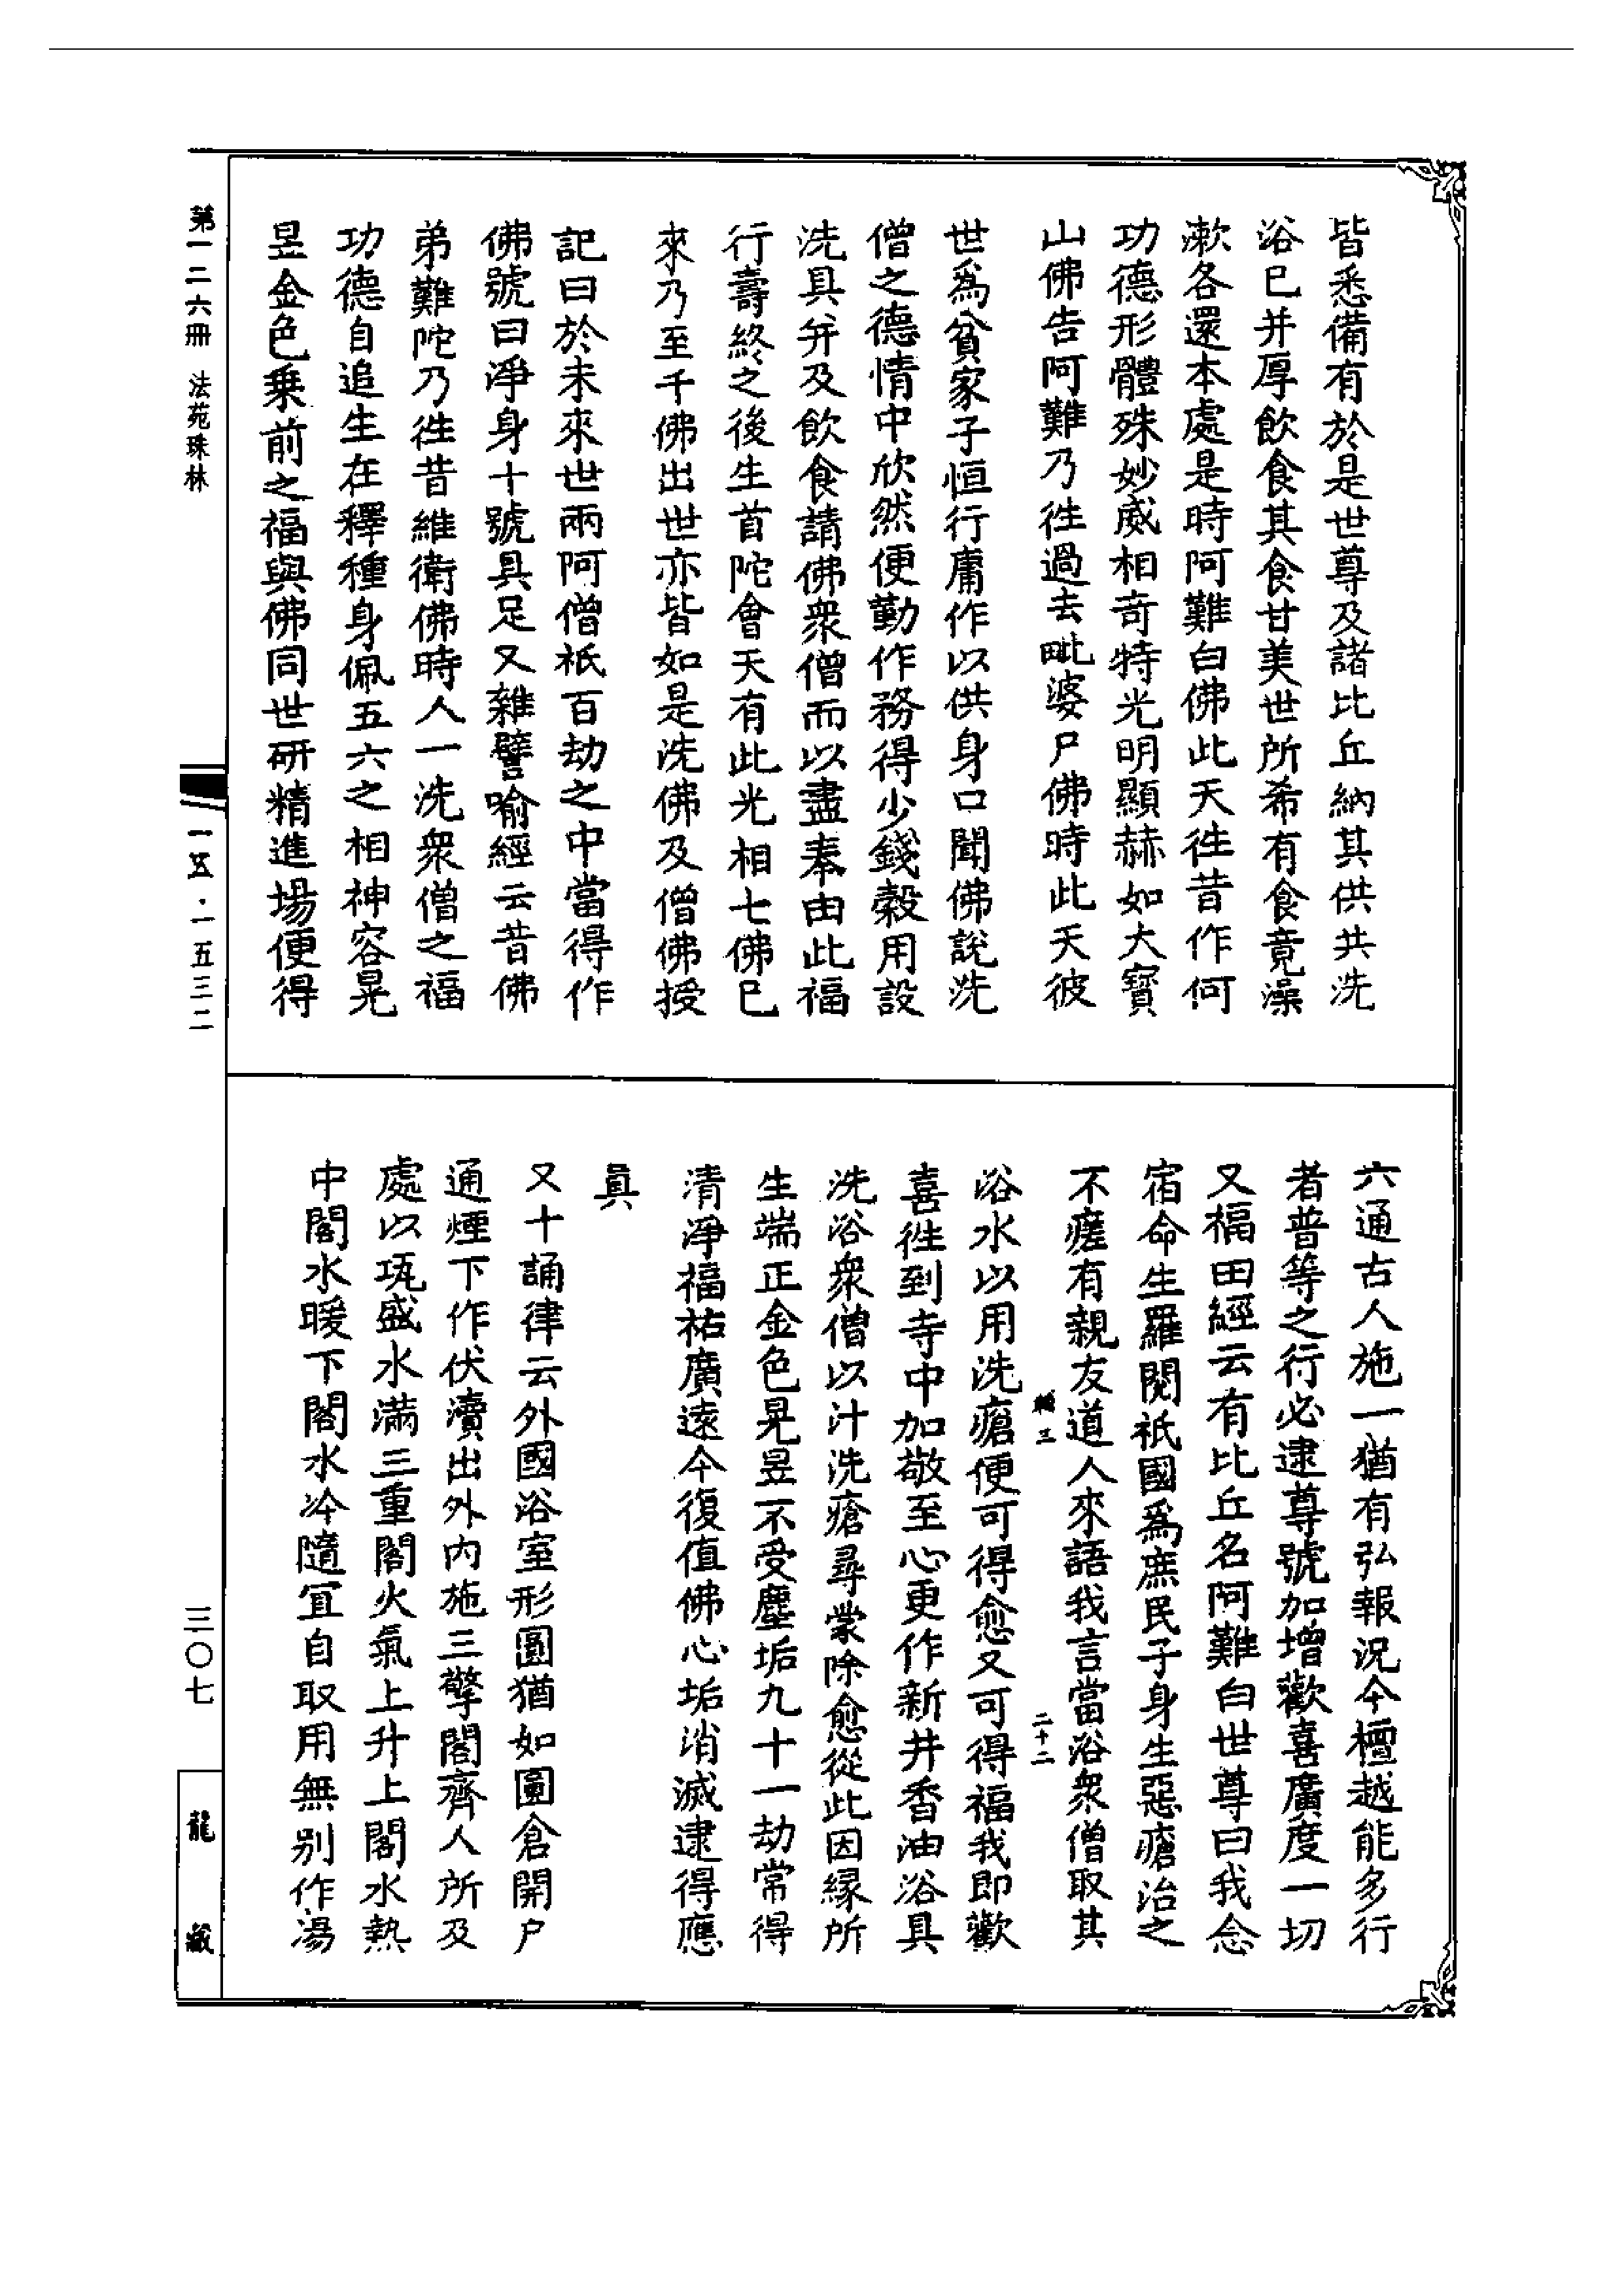 皆悉備有於是世尊及諸比丘納其供共洗
浴已并厚飲食其食甘美世所希有食竟澡
漱各還本處是時阿難白佛此天徃昔作何
功德形體殊妙威相奇特光明顯赫如大寶
山佛告阿難乃徃過去毗婆尸佛時此天彼
世爲貧家子恒行庸作以供身口聞佛說洗
僧之德情中欣然便勤作務得少錢穀用設
洗具并及飲食請佛衆僧而以盡奉由此福
行壽終之後生首陀會天有此光相七佛已
來乃至千佛出世亦皆如是洗佛及僧佛授
記曰於未來世兩阿僧祇百劫之中當得作
佛號曰淨身十號具足又雜譬喻經云昔佛
弟難陀乃徃昔維衛佛時人一洗衆僧之福
功德自追生在釋種身佩五六之相神容晃
昱金色乗前之福與佛同世研精進場便得
六通古人施一猶有弘報況今檀越能多行
者普等之行必逮尊號加增歡喜廣度一切
又福田經云有比丘名阿難白世尊曰我念
宿命生羅閱祇國爲庶民子身生惡瘡治之
不瘥有親友道人來語我言當浴衆僧取其
二十二
浴水以用洗瘡便可得愈又可得福我即歡
喜徃到寺中加敬至心更作新井香油浴具
洗浴衆僧以汁洗瘡尋蒙除愈從此因緣所
生端正金色晃昱不受塵垢九十一劫常得
清淨福祐廣遠今復值佛心垢消滅逮得應
真
又十誦律云外國浴室形圓猶如圓倉開户
通煙下作伏瀆出外内施三擎閣齊人所及
處以瓨盛水滿三重閣火氣上升上閣水熱
中閣水暖下閣水冷隨宜自取用無别作湯
第一二六冊 法苑珠林
一五·一五三二
三〇七
龍藏